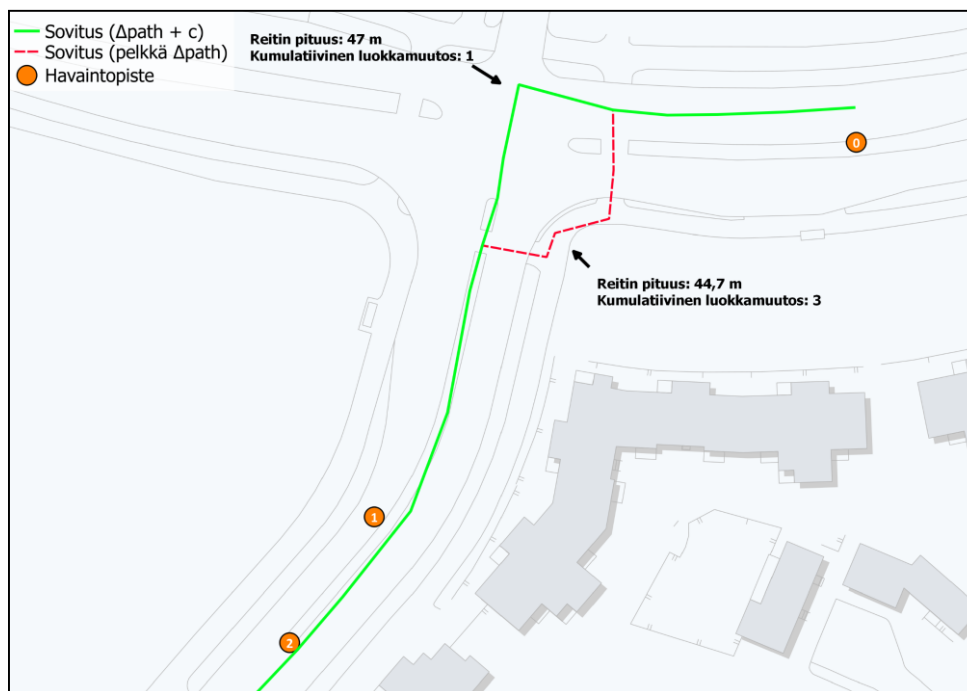 Sovitus (Δpath + c)
Sovitus (pelkkä Δpath)
Havaintopiste
Reitin pituus: 47 m
Kumulatiivinen luokkamuutos: 1
0
Reitin pituus: 44,7 m
Kumulatiivinen luokkamuutos: 3
1
2